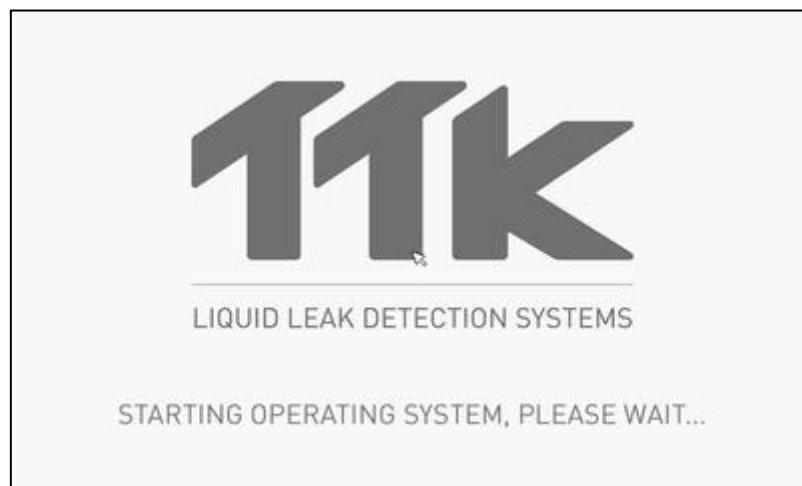 TTK
LIQUID LEAK DETECTION SYSTEMS
STARTING OPERATING SYSTEM, PLEASE WAIT...